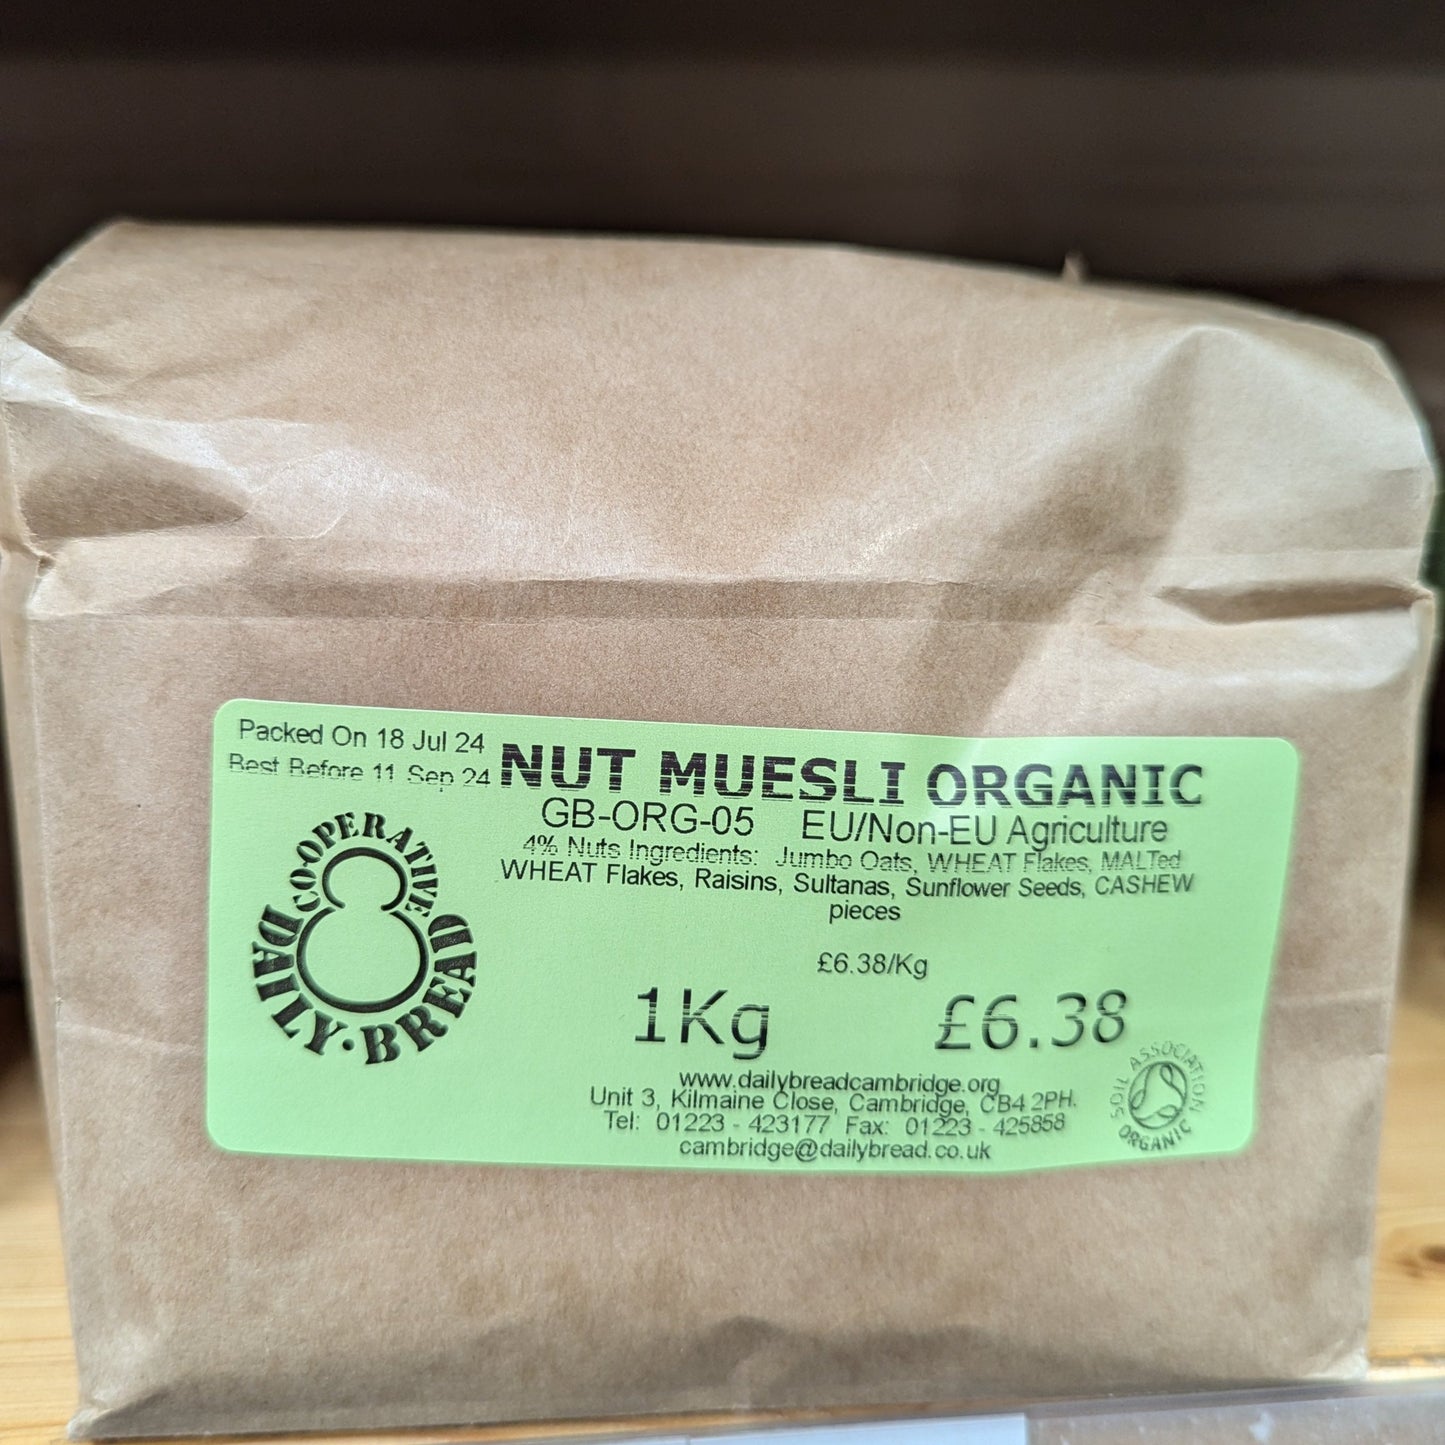 Packed On 18 Jul 24
Best Before 11 Sep 24
NUT MUESLI ORGANIC
GB-ORG-05 EU/Non-EU Agriculture
4% Nuts Ingredients: Jumbo Oats, WHEAT Flakes, MALTed
WHEAT Flakes, Raisins, Sultanas, Sunflower Seeds, CASHEW
pieces
CO-OPERATIVE
DAILY·BREAD
£6.38/Kg
1Kg £6.38
www.dailybreadcambridge.org
Unit 3, Kilmaine Close, Cambridge, CB4 2PH.
Tel: 01223 - 423177 Fax: 01223 - 425858
cambridge@dailybread.co.uk
SOIL ASSOCIATION
ORGANIC